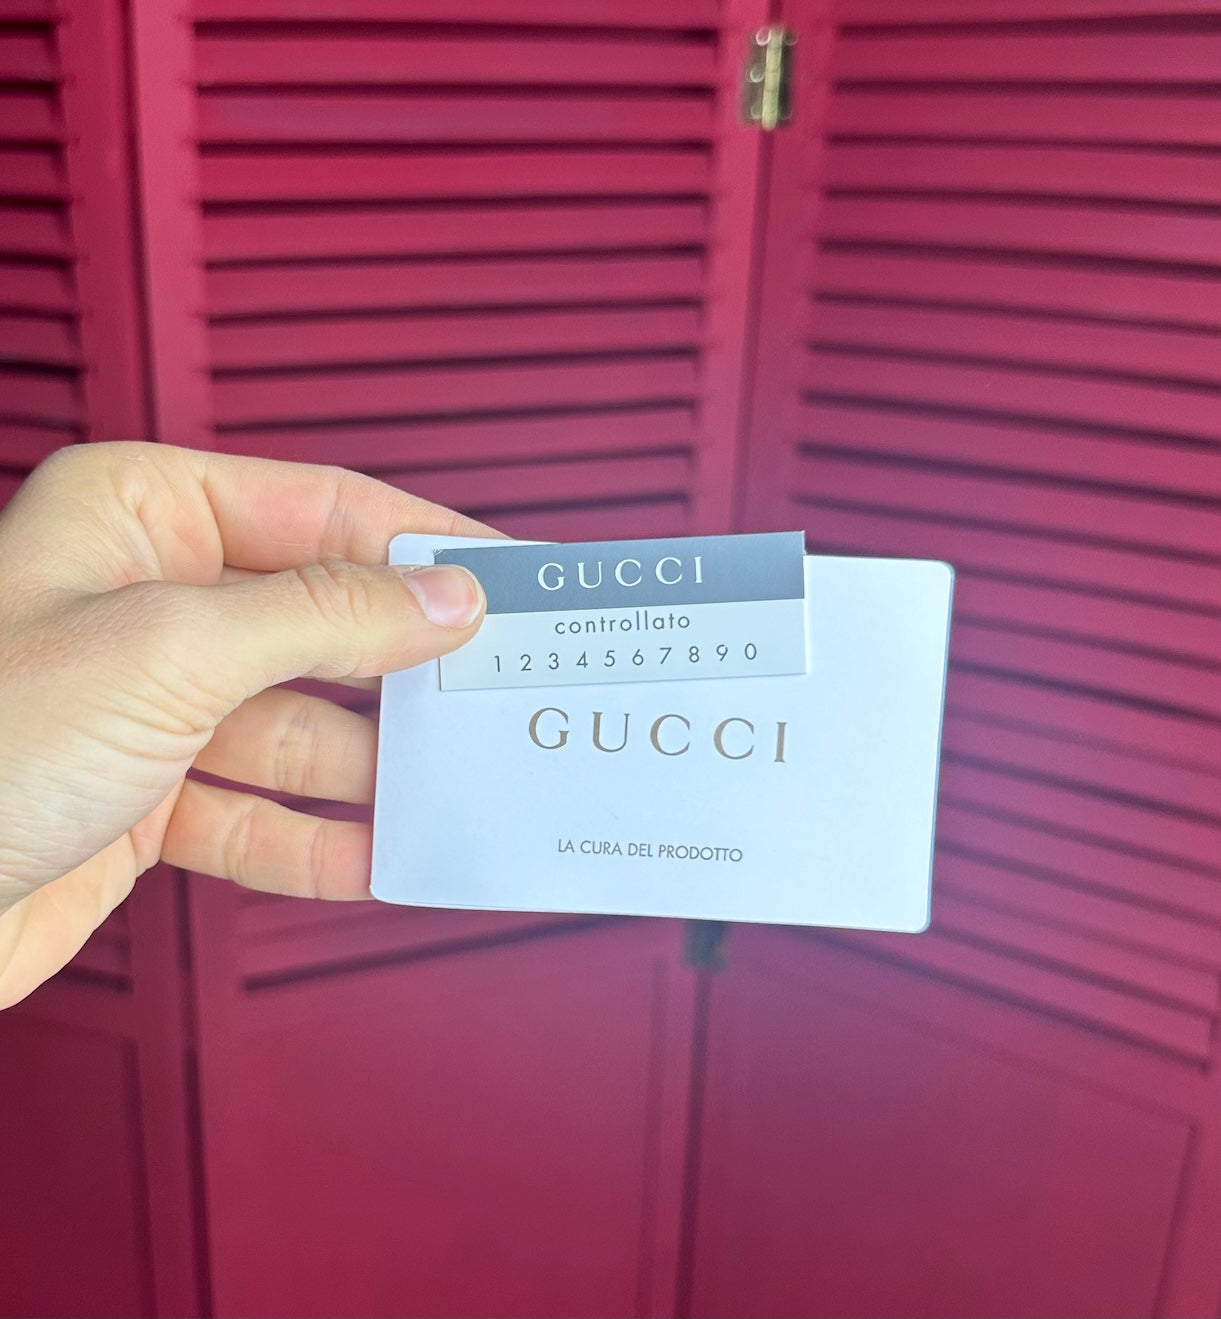 GUCCI
controllato
1 2 3 4 5 6 7 8 9 0
GUCCI
LA CURA DEL PRODOTTO